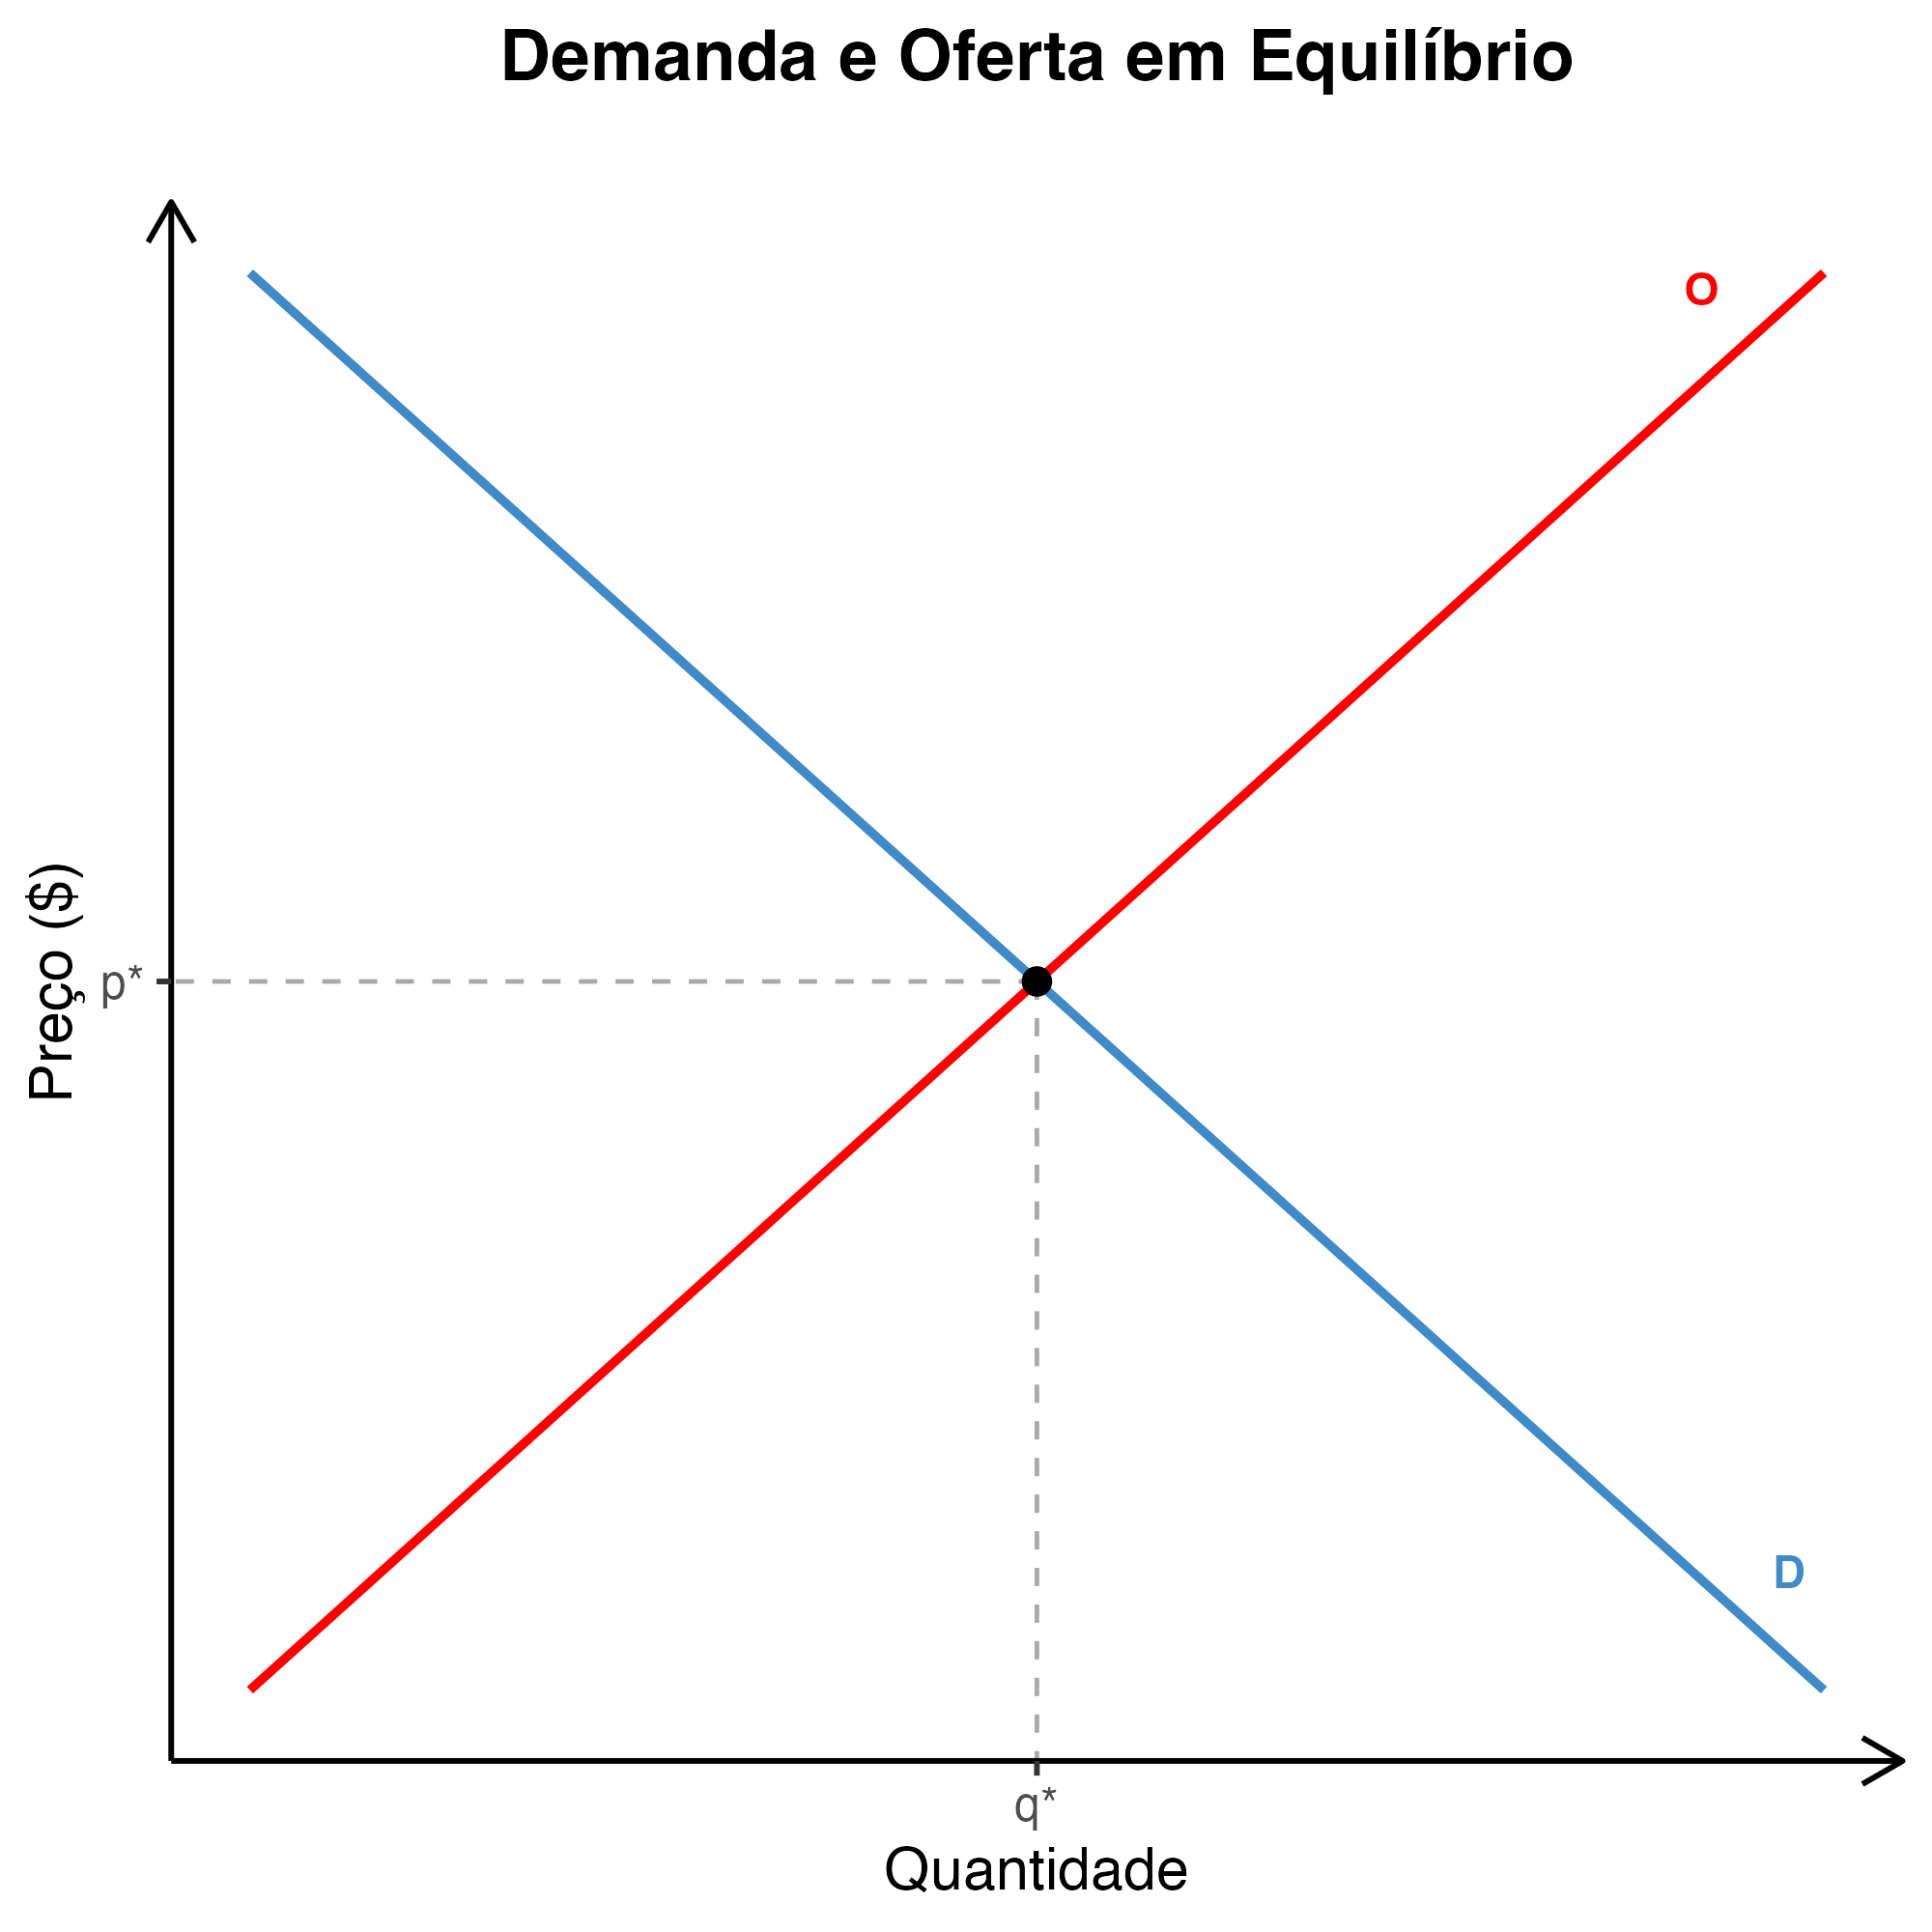 Demanda e Oferta em Equilíbrio
O
Preço ($)
p*
D
q*
Quantidade